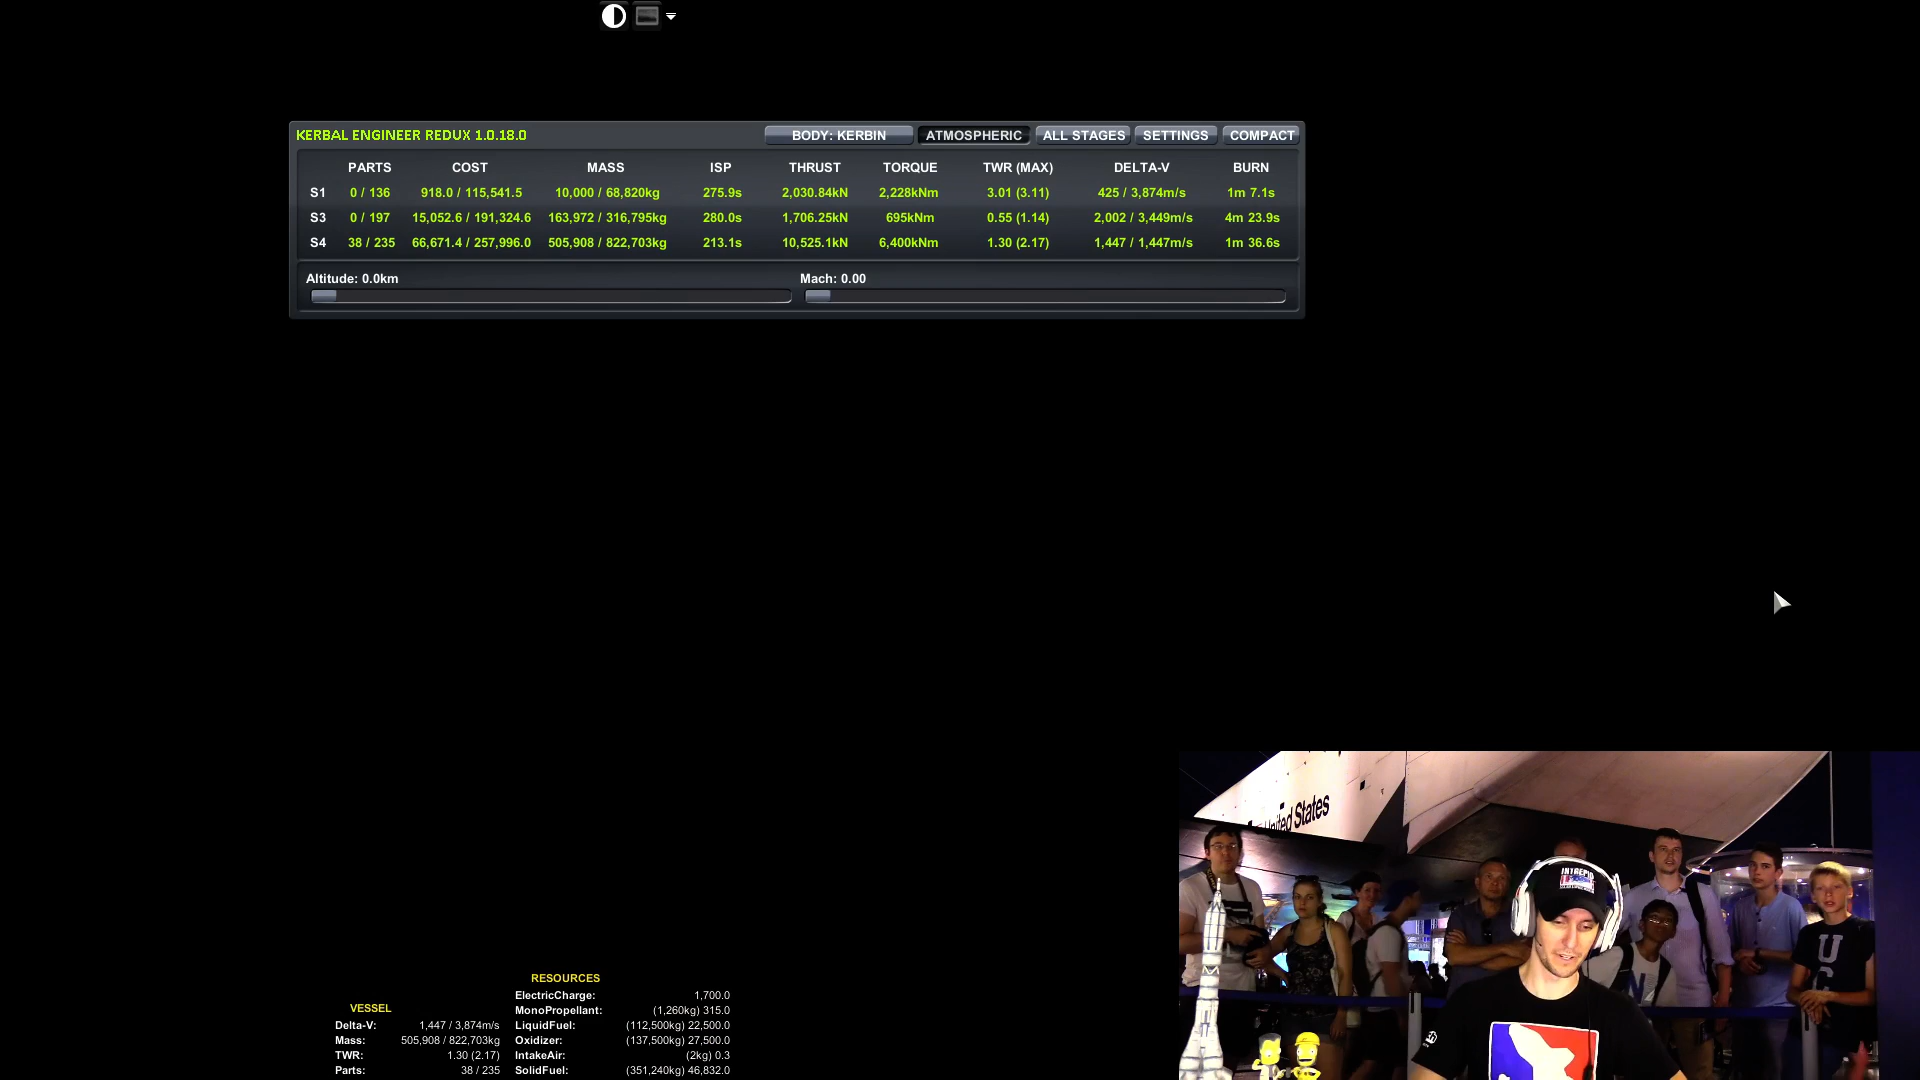 KERBAL ENGINEER REDUX 1.0.18.0 BODY: KERBIN ATMOSPHERIC ALL STAGES SETTINGS COMPACT
PARTS COST MASS ISP THRUST TORQUE TWR (MAX) DELTA-V BURN
S1 0 / 136 918.0 / 115,541.5 10,000 / 68,820kg 275.9s 2,030.84kN 2,228kNm 3.01 (3.11) 425 / 3,874m/s 1m 7.1s
S3 0 / 197 15,052.6 / 191,324.6 163,972 / 316,795kg 280.0s 1,706.25kN 695kNm 0.55 (1.14) 2,002 / 3,449m/s 4m 23.9s
S4 38 / 235 66,671.4 / 257,996.0 505,908 / 822,703kg 213.1s 10,525.1kN 6,400kNm 1.30 (2.17) 1,447 / 1,447m/s 1m 36.6s
Altitude: 0.0km Mach: 0.00
United States
INTREPID
VESSEL
Delta-V: 1,447 / 3,874m/s
Mass: 505,908 / 822,703kg
TWR: 1.30 (2.17)
Parts: 38 / 235
RESOURCES
ElectricCharge: 1,700.0
MonoPropellant: (1,260kg) 315.0
LiquidFuel: (112,500kg) 22,500.0
Oxidizer: (137,500kg) 27,500.0
IntakeAir: (2kg) 0.3
SolidFuel: (351,240kg) 46,832.0